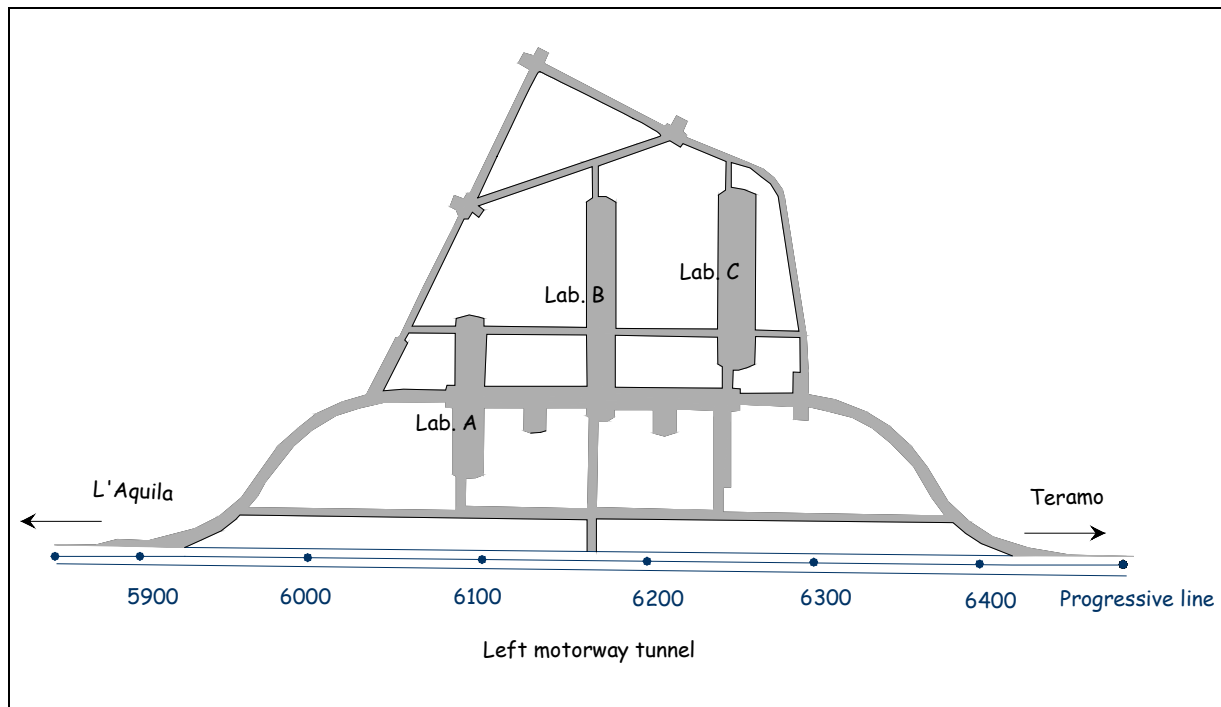 Lab. C
Lab. B
Lab. A
L'Aquila
Teramo
5900 6000 6100 6200 6300 6400 Progressive line
Left motorway tunnel